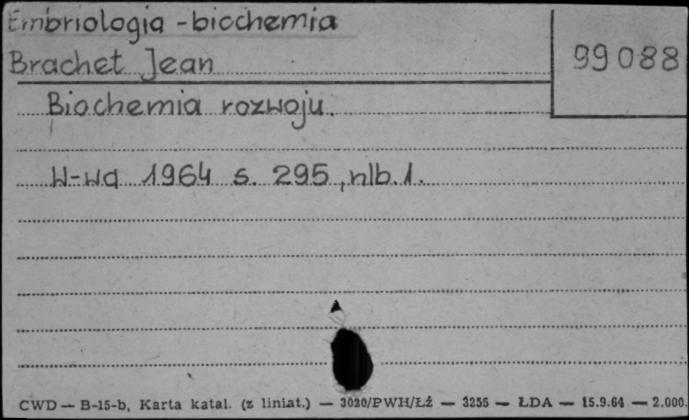 Embriologia - biochemia
Brachet Jean
99088
Biochemia rozwoju.
W-wa 1964 s. 295, nlb. 1.
CWD — B-15-b, Karta katal. (z liniat.) — 3020/PWH/Łź — 3255 — ŁDA — 15.9.64 — 2.000.